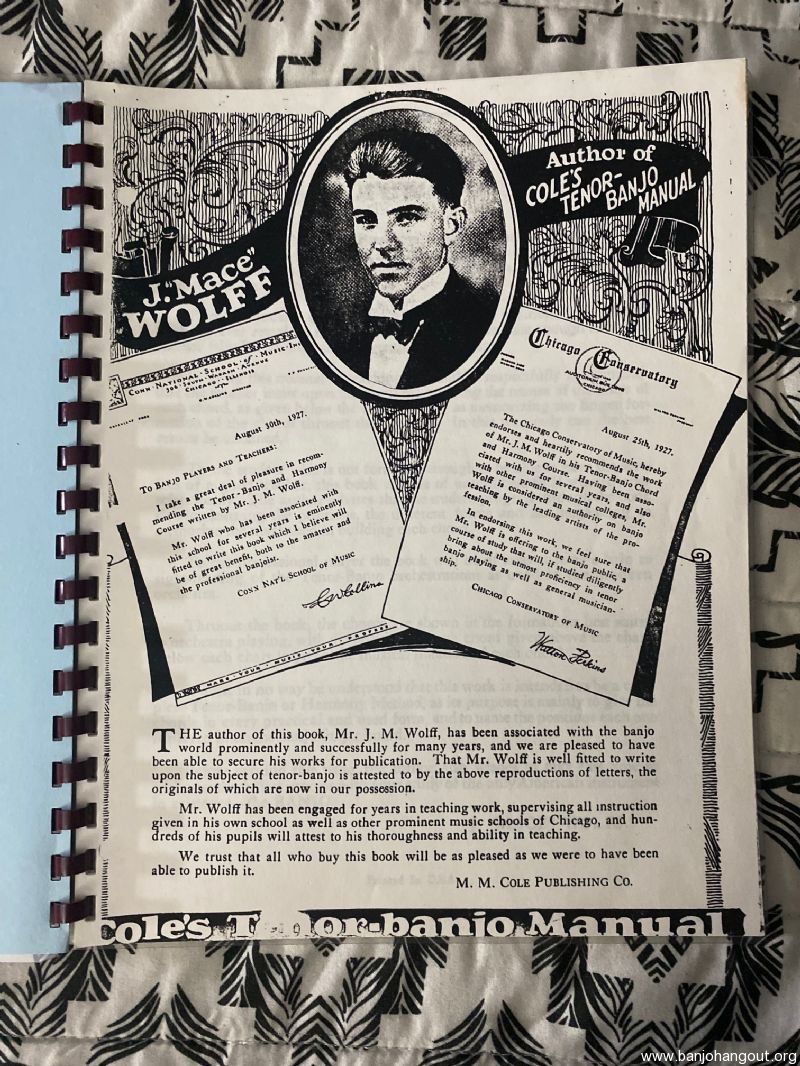 Author of
COLE'S
TENOR-
BANJO
MANUAL
J. "Mace"
WOLFF
CONN NATIONAL SCHOOL of MUSIC
CHICAGO ILLINOIS
August 30th, 1927.
TO BANJO PLAYERS AND TEACHERS:
I take a great deal of pleasure in recom-
mending the Tenor-Banjo and Harmony
Course written by Mr. J. M. Wolff.
Mr. Wolff who has been associated with
this school for several years is eminently
fitted to write this book which I believe will
be of great benefit, both to the amateur and
the professional banjoist.
CONN NAT'L SCHOOL OF MUSIC
MAKE YOUR MUSIC YOUR
Chicago Conservatory
AUDITORIUM BUILDING
CHICAGO
August 25th, 1927.
The Chicago Conservatory of Music, hereby
endorses and heartily recommends the work
of Mr. J. M. Wolff in his Tenor-Banjo Chord
and Harmony Course. Having been asso-
ciated with us for several years, and also
with other prominent musical colleges, Mr.
Wolff is considered an authority on banjo
teaching by the leading artists of the pro-
fession.
In endorsing this work, we feel sure that
Mr. Wolff is offering to the banjo public, a
course of study that will, if studied diligently
bring about the utmost proficiency in tenor
banjo playing as well as general musician-
ship.
CHICAGO CONSERVATORY OF MUSIC
Walton Perkins
THE author of this book, Mr. J. M. Wolff, has been associated with the banjo
world prominently and successfully for many years, and we are pleased to have
been able to secure his works for publication. That Mr. Wolff is well fitted to write
upon the subject of tenor-banjo is attested to by the above reproductions of letters, the
originals of which are now in our possession.
Mr. Wolff has been engaged for years in teaching work, supervising all instruction
given in his own school as well as other prominent music schools of Chicago, and hun-
dreds of his pupils will attest to his thoroughness and ability in teaching.
We trust that all who buy this book will be as pleased as we were to have been
able to publish it.
M. M. COLE PUBLISHING CO.
Cole's Tenor-banjo Manual
www.banjohangout.org